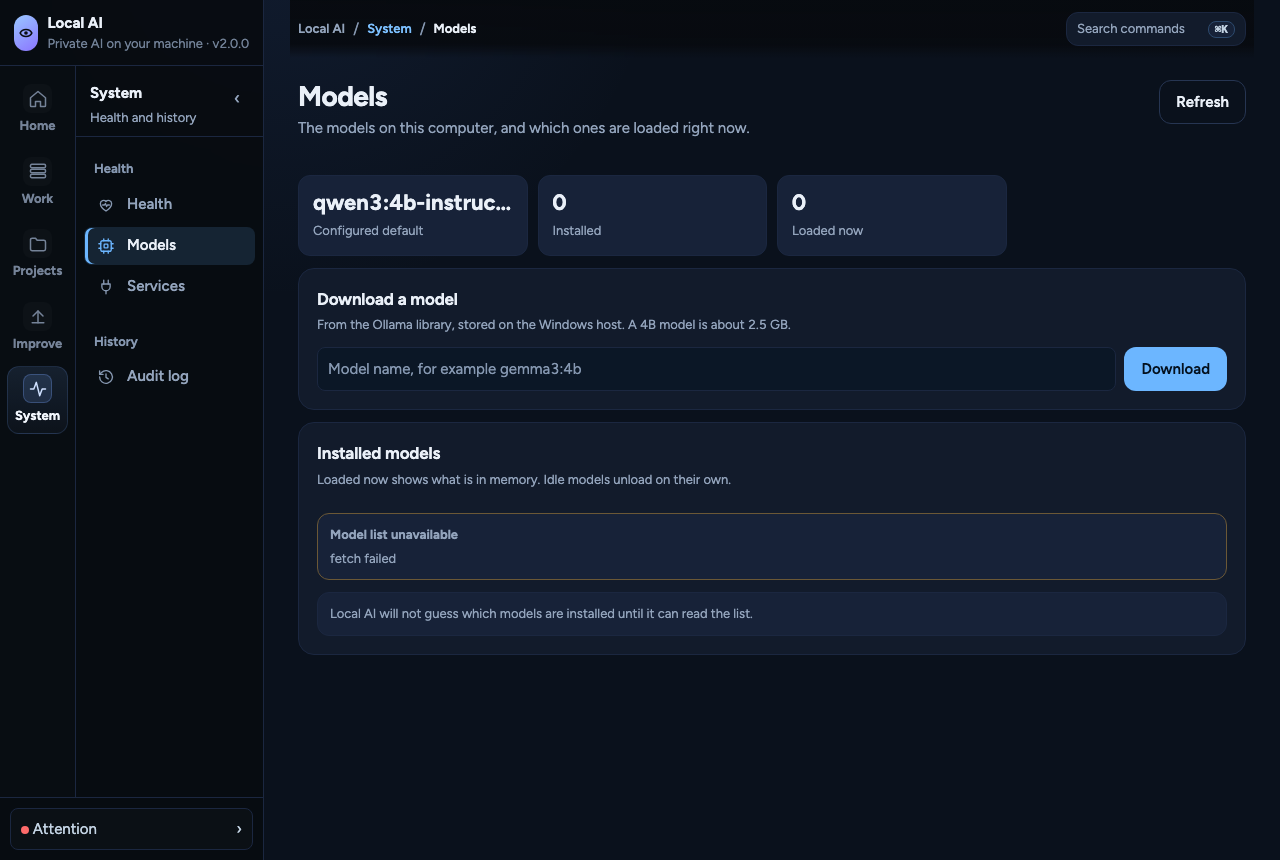 Local AI
Private AI on your machine · v2.0.0
Home
Work
Projects
Improve
System
System
Health and history
‹
Health
Health
Models
Services
History
Audit log
Attention
›
Local AI / System / Models
Search commands ⌘K
Models
The models on this computer, and which ones are loaded right now.
Refresh
qwen3:4b-instruc...
Configured default
0
Installed
0
Loaded now
Download a model
From the Ollama library, stored on the Windows host. A 4B model is about 2.5 GB.
Model name, for example gemma3:4b
Download
Installed models
Loaded now shows what is in memory. Idle models unload on their own.
Model list unavailable
fetch failed
Local AI will not guess which models are installed until it can read the list.